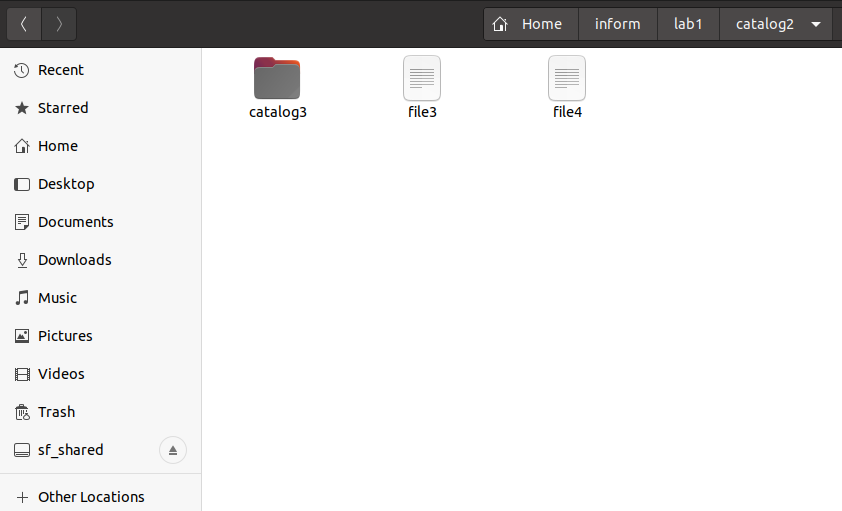 Home inform lab1 catalog2
Recent
Starred
Home
Desktop
Documents
Downloads
Music
Pictures
Videos
Trash
sf_shared
Other Locations
catalog3 file3 file4